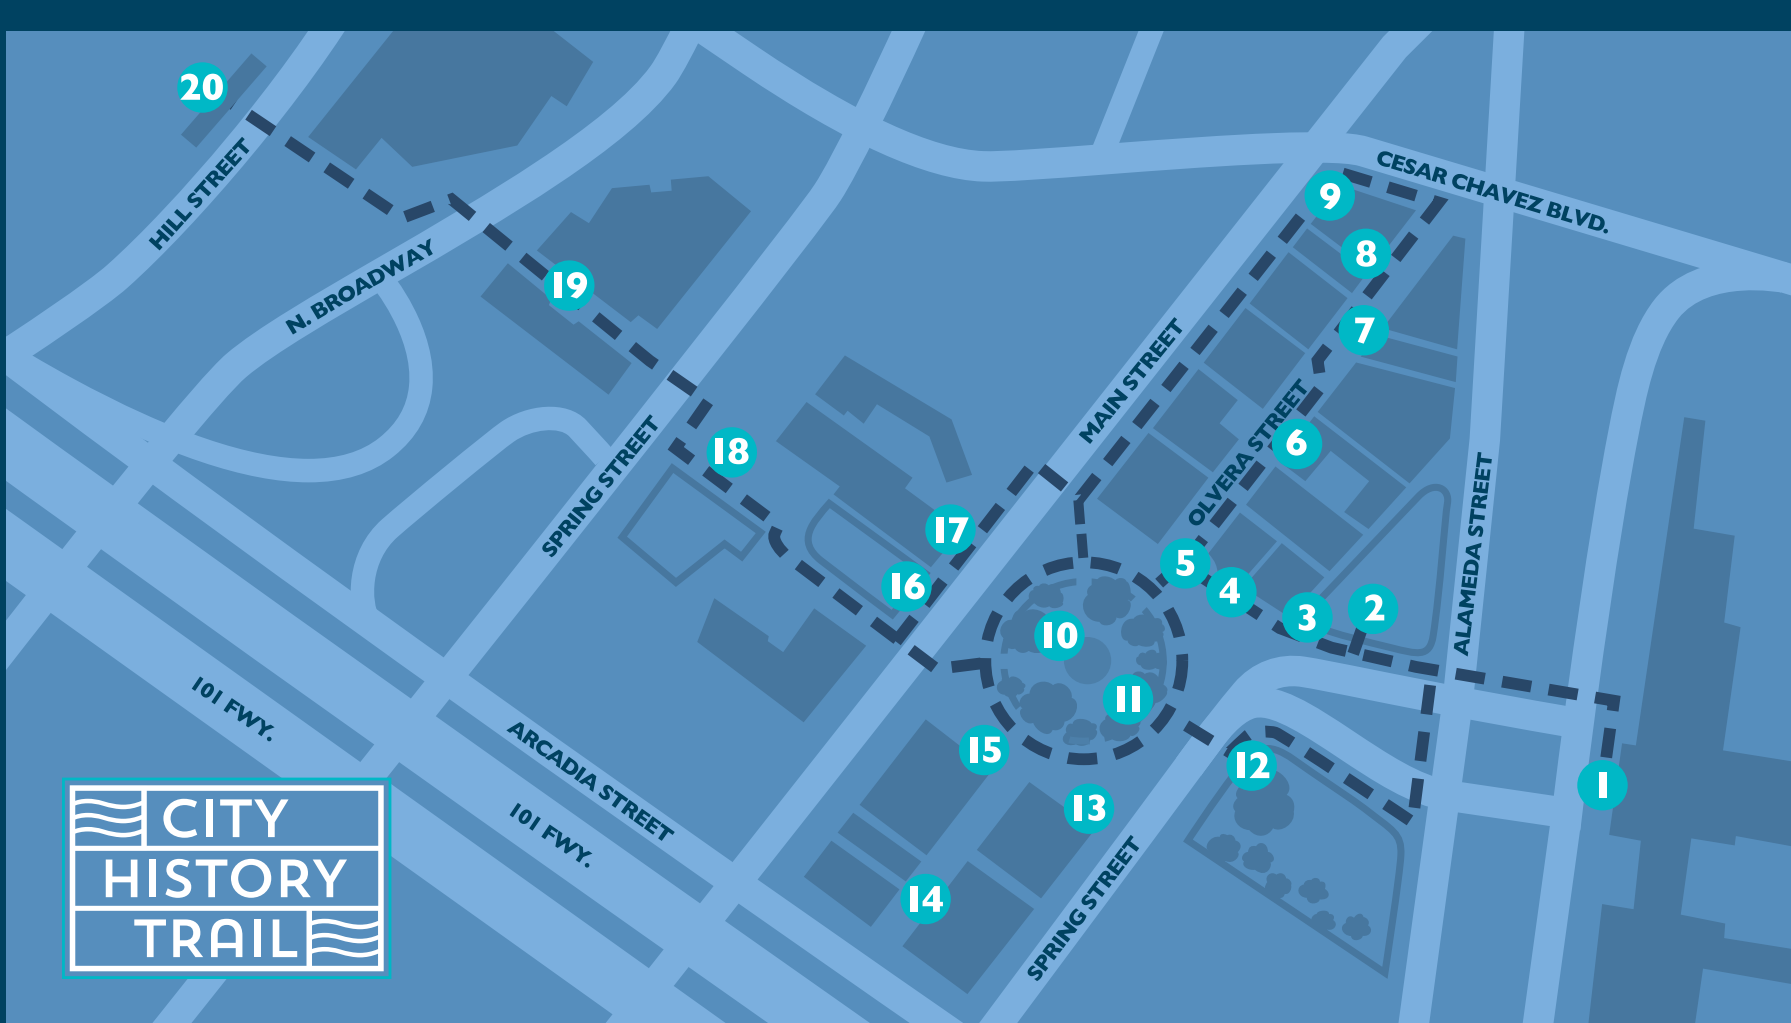 20
HILL STREET
N. BROADWAY
19
CESAR CHAVEZ BLVD.
9
8
7
MAIN STREET
OLVERA STREET
6
SPRING STREET
18
17
16
5
4
3
2
ALAMEDA STREET
10
11
15
12
1
13
14
101 FWY.
ARCADIA STREET
101 FWY.
SPRING STREET
CITY
HISTORY
TRAIL